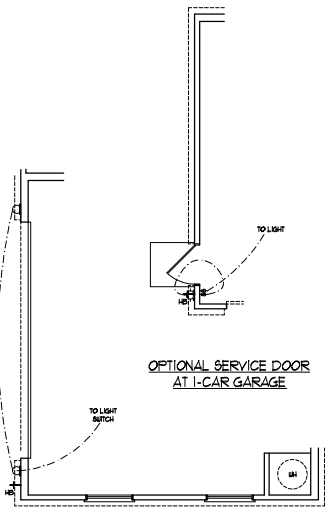 TO LIGHT
HB
OPTIONAL SERVICE DOOR
AT 1-CAR GARAGE
TO LIGHT
SWITCH
WH
HB